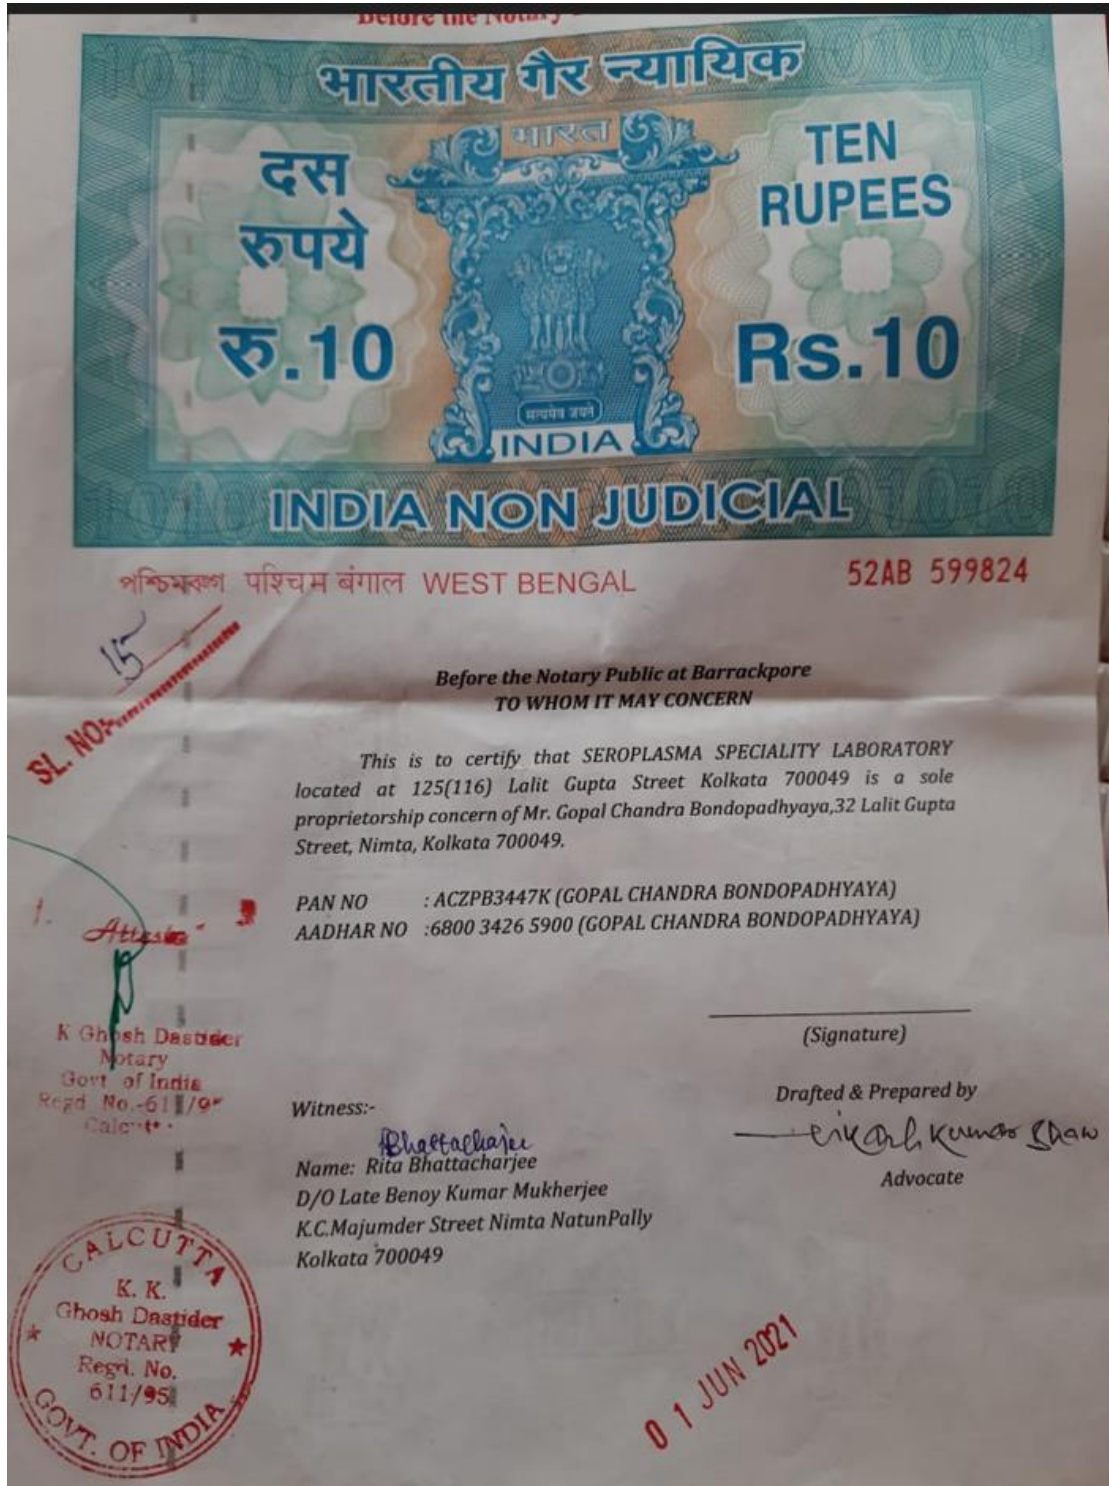 Before the Notary
भारतीय गैर न्यायिक
भारत
दस
रुपये
रु.10
TEN
RUPEES
Rs.10
सत्यमेव जयते
INDIA
INDIA NON JUDICIAL
পশ্চিমবঙ্গ पश्चिम बंगाल WEST BENGAL
52AB 599824
SL. NO:- 15
Before the Notary Public at Barrackpore
TO WHOM IT MAY CONCERN
This is to certify that SEROPLASMA SPECIALITY LABORATORY
located at 125(116) Lalit Gupta Street Kolkata 700049 is a sole
proprietorship concern of Mr. Gopal Chandra Bondopadhyaya,32 Lalit Gupta
Street, Nimta, Kolkata 700049.
PAN NO : ACZPB3447K (GOPAL CHANDRA BONDOPADHYAYA)
AADHAR NO :6800 3426 5900 (GOPAL CHANDRA BONDOPADHYAYA)
(Signature)
K Ghosh Dastider
Notary
Govt of India
Regd No.-611/95
Drafted & Prepared by
Kumar Shaw
Advocate
Witness:-
Bhattacharjee
Name: Rita Bhattacharjee
D/O Late Benoy Kumar Mukherjee
K.C.Majumder Street Nimta NatunPally
Kolkata 700049
CALCUTTA
K. K.
Ghosh Dastider
NOTARY
Regd. No.
611/95
GOVT. OF INDIA
01 JUN 2021